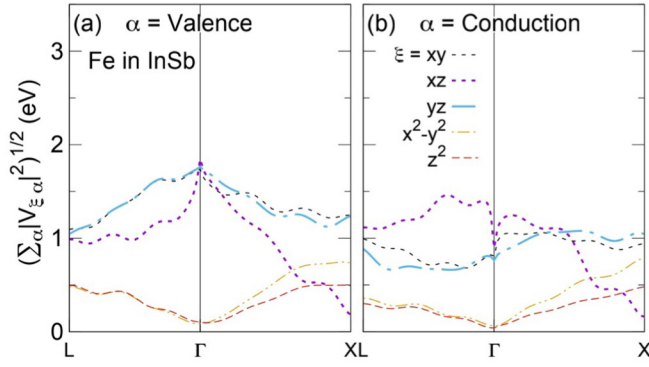 (a) α = Valence
Fe in InSb
(b) α = Conduction
ξ = xy
xz
yz
x²-y²
z²
(Σα|Vξ α|²)^1/2 (eV)
3
2
1
0
L Γ XL Γ X